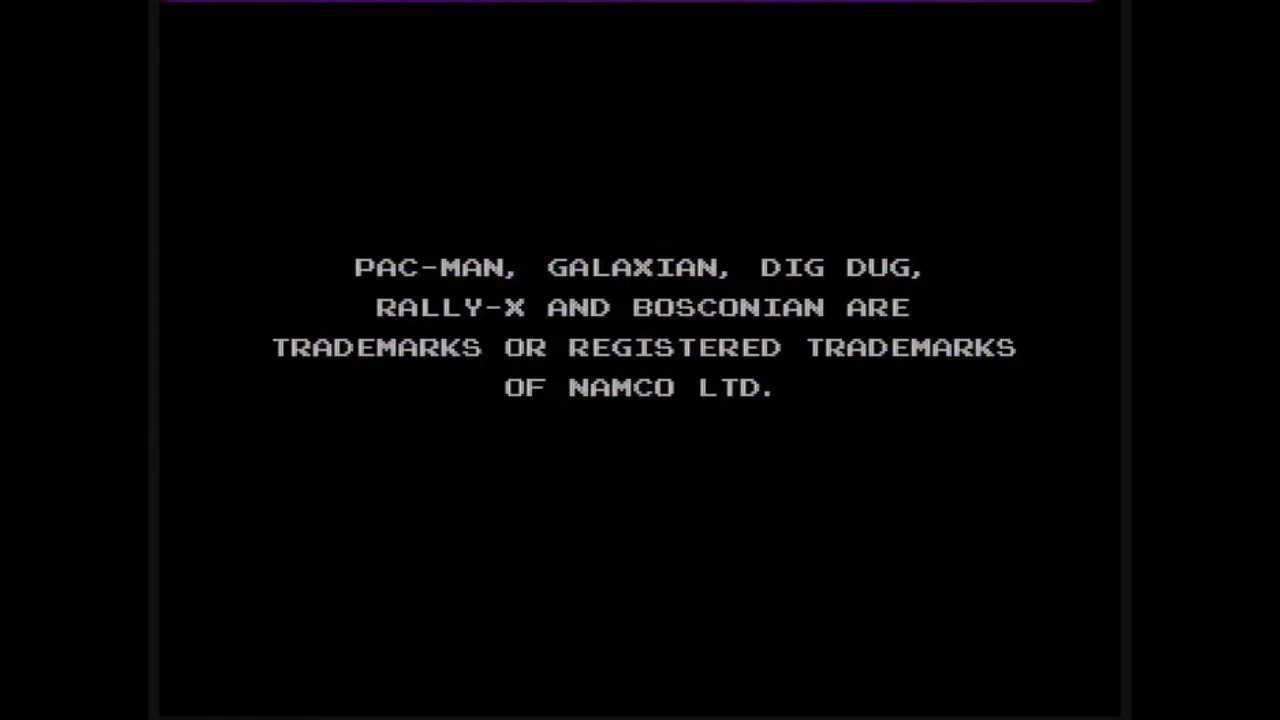 PAC-MAN, GALAXIAN, DIG DUG,
RALLY-X AND BOSCONIAN ARE
TRADEMARKS OR REGISTERED TRADEMARKS
OF NAMCO LTD.